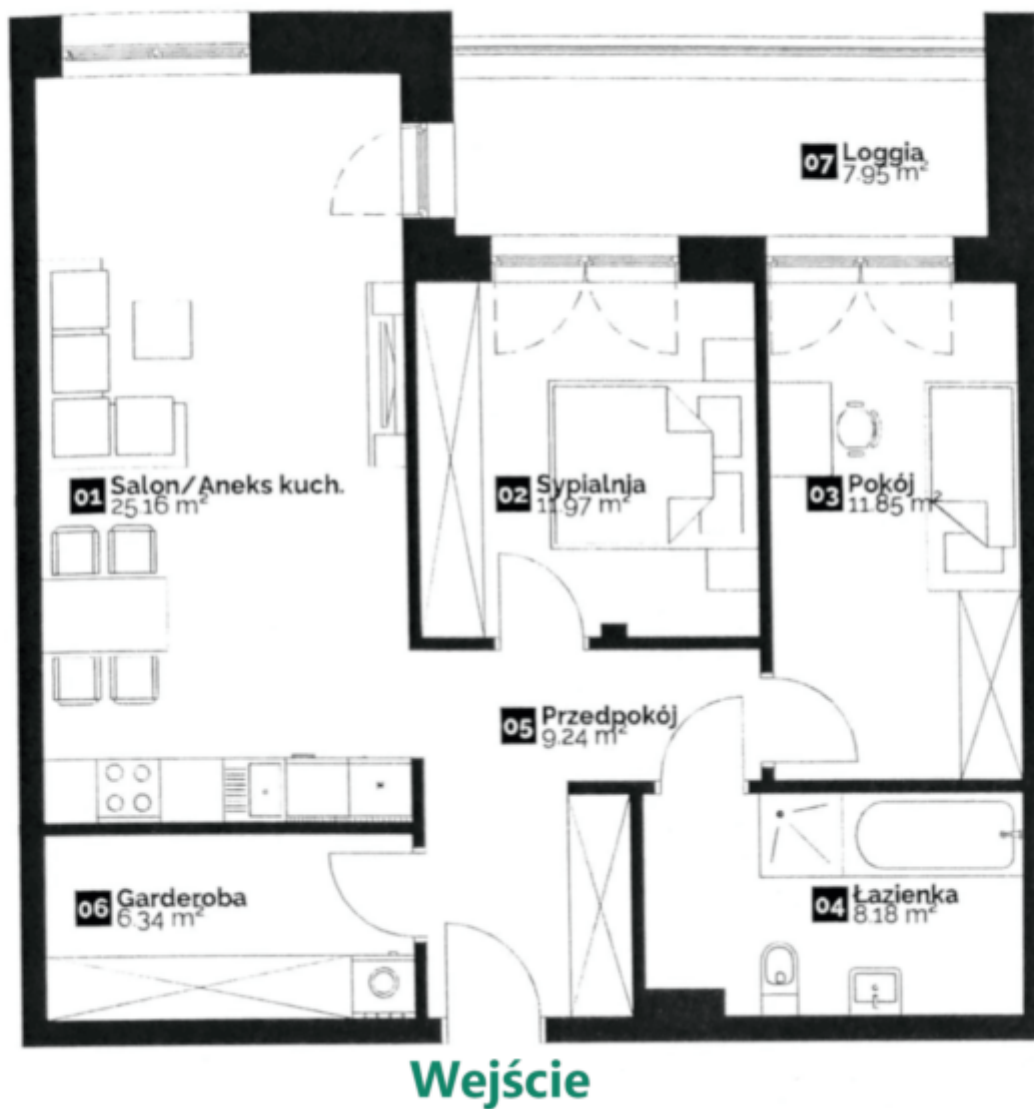 07 Loggia
7.95 m²
01 Salon/Aneks kuch.
25.16 m²
02 Sypialnja
11.97 m²
03 Pokój
11.85 m²
05 Przedpokój
9.24 m²
06 Garderoba
6.34 m²
04 Łazienka
8.18 m²
Wejście